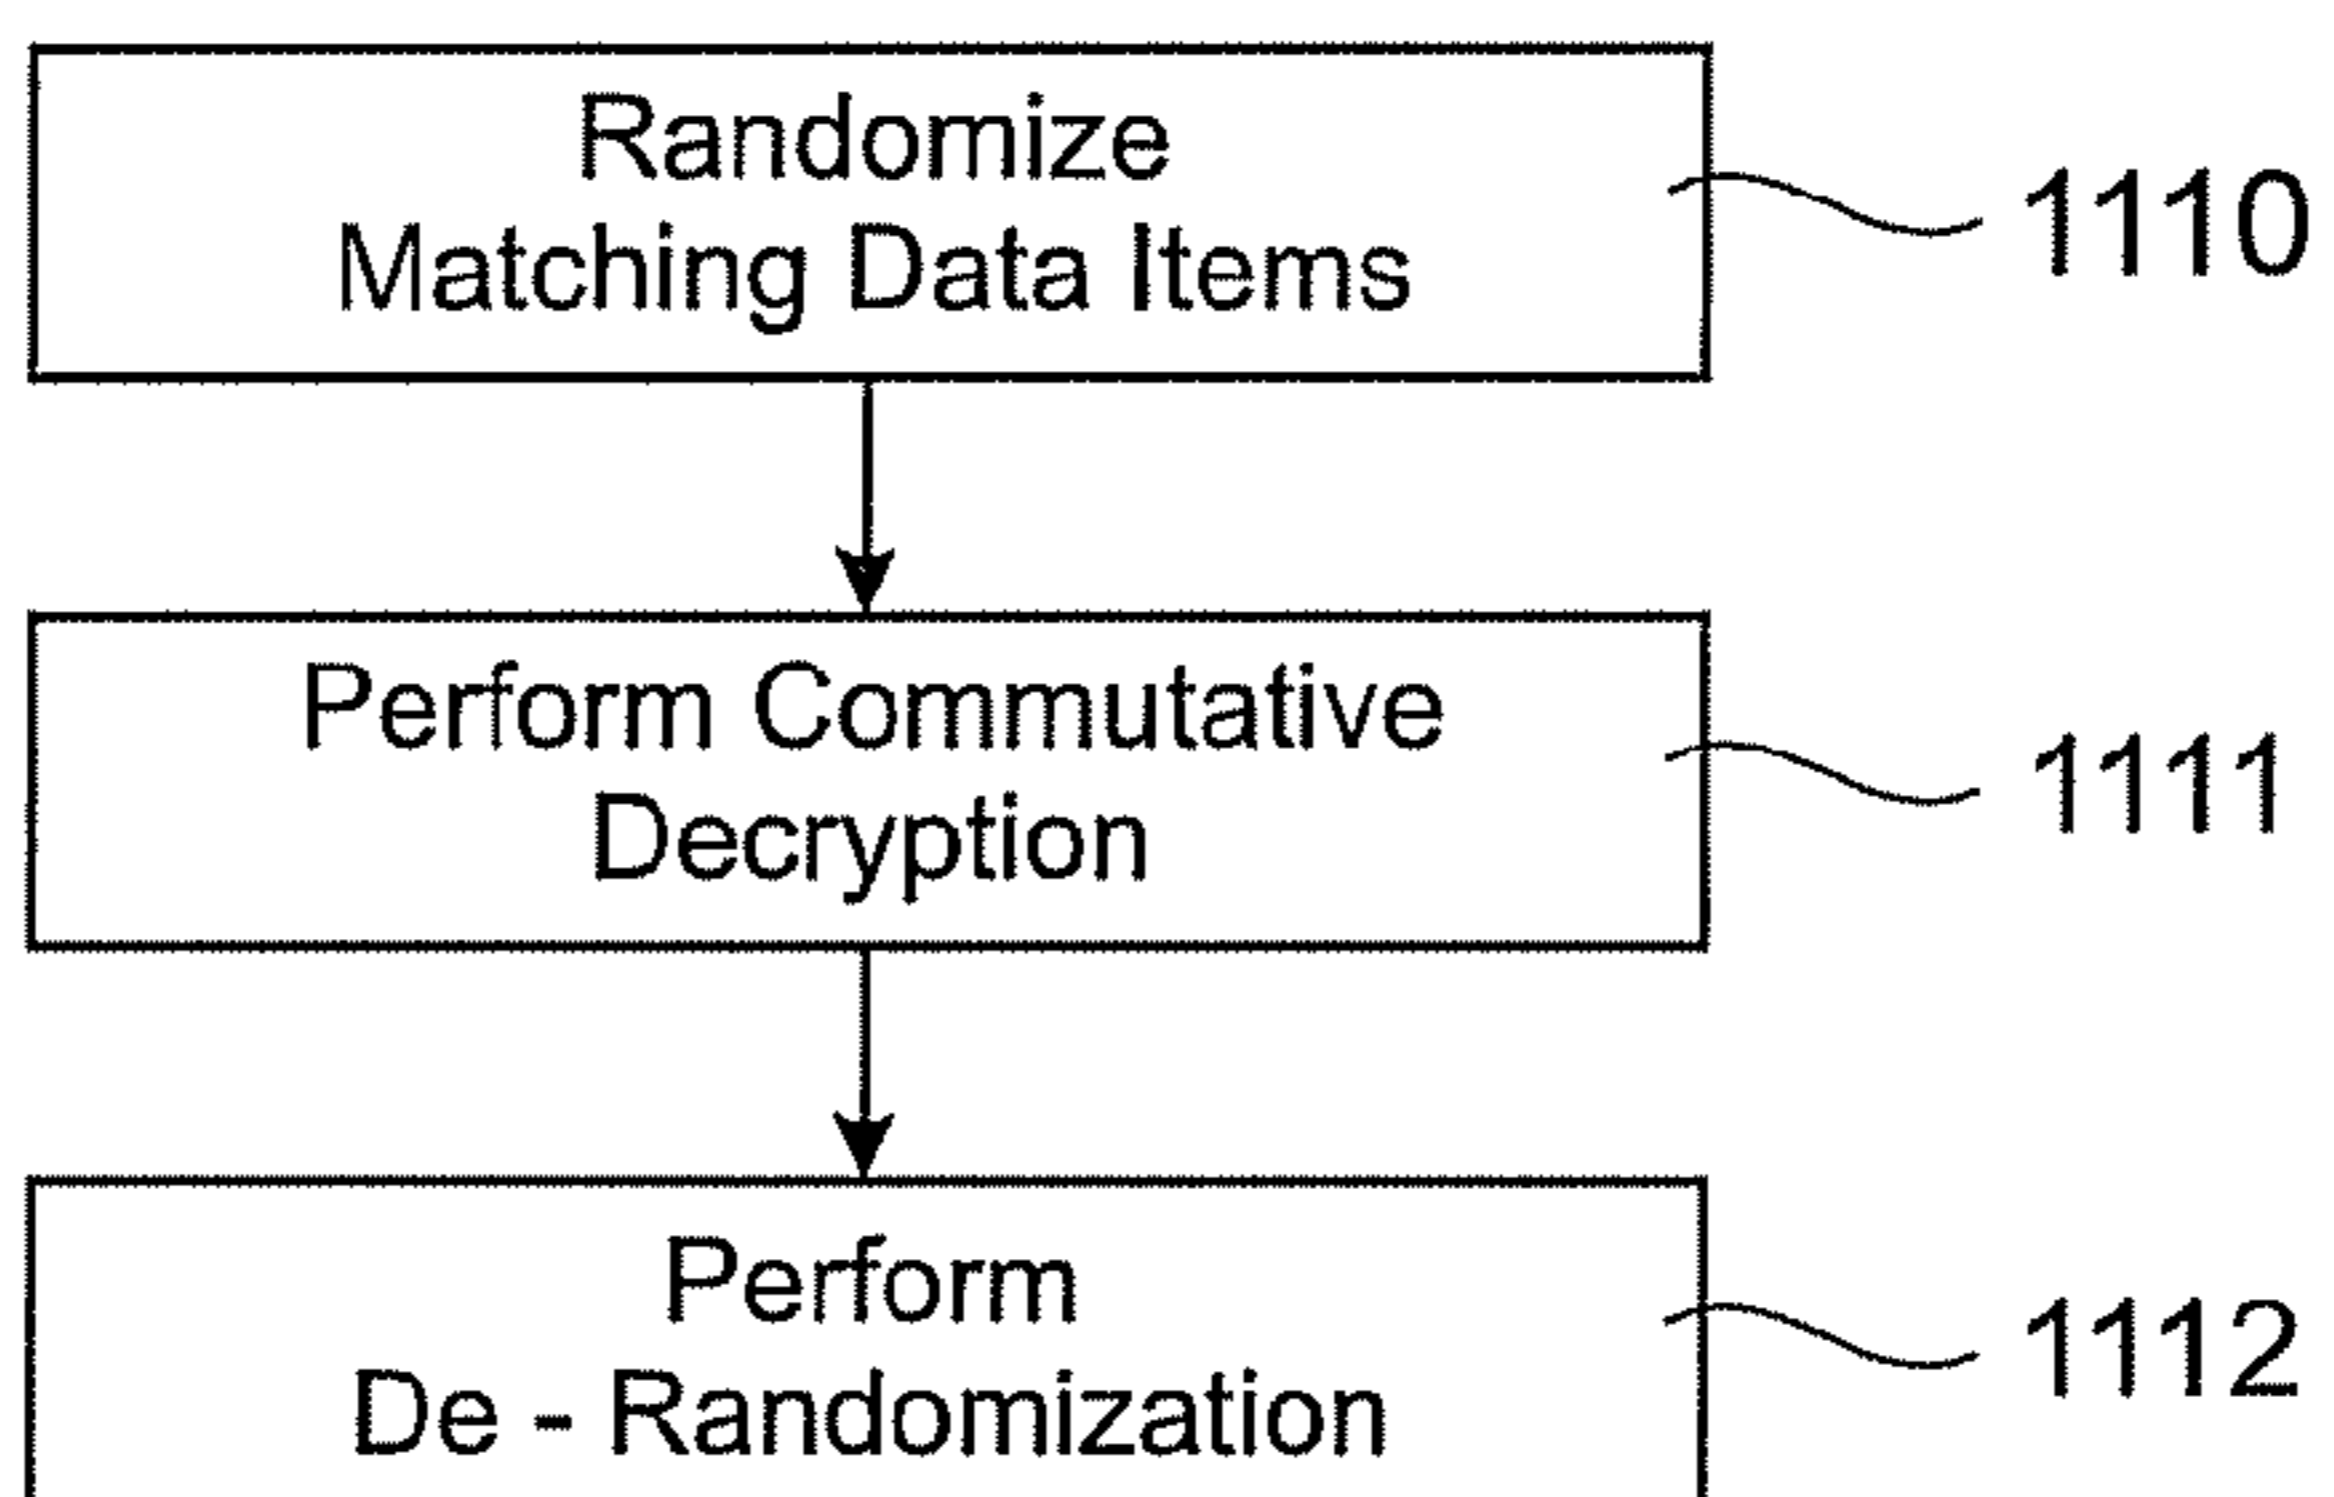 Randomize
Matching Data Items
1110
Perform Commutative
Decryption
1111
Perform
De - Randomization
1112